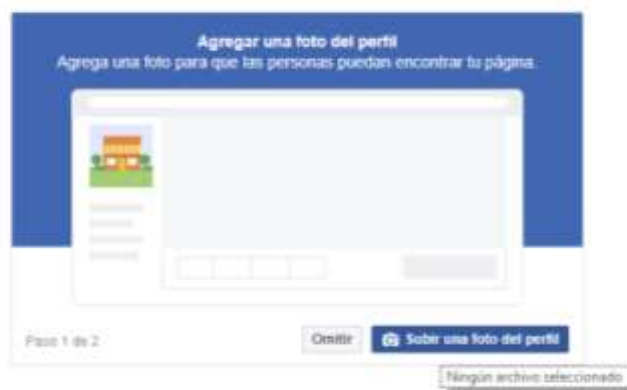 Agregar una foto del perfil
Agrega una foto para que las personas puedan encontrar tu página.
Paso 1 de 2
Omitir
Subir una foto del perfil
Ningún archivo seleccionado